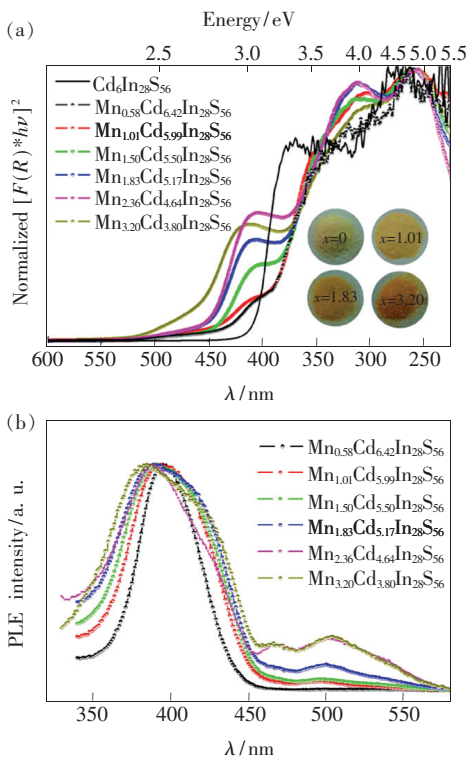 Energy/eV
(a)
2.5 3.0 3.5 4.0 4.5 5.0 5.5
Cd6In28S56
Mn0.58Cd6.42In28S56
Mn1.01Cd5.99In28S56
Mn1.50Cd5.50In28S56
Mn1.83Cd5.17In28S56
Mn2.36Cd4.64In28S56
Mn3.20Cd3.80In28S56
Normalized [F(R)*hν]²
x=0 x=1.01
x=1.83 x=3.20
600 550 500 450 400 350 300 250
λ/nm
(b)
Mn0.58Cd6.42In28S56
Mn1.01Cd5.99In28S56
Mn1.50Cd5.50In28S56
Mn1.83Cd5.17In28S56
Mn2.36Cd4.64In28S56
Mn3.20Cd3.80In28S56
PLE intensity/a. u.
350 400 450 500 550
λ/nm